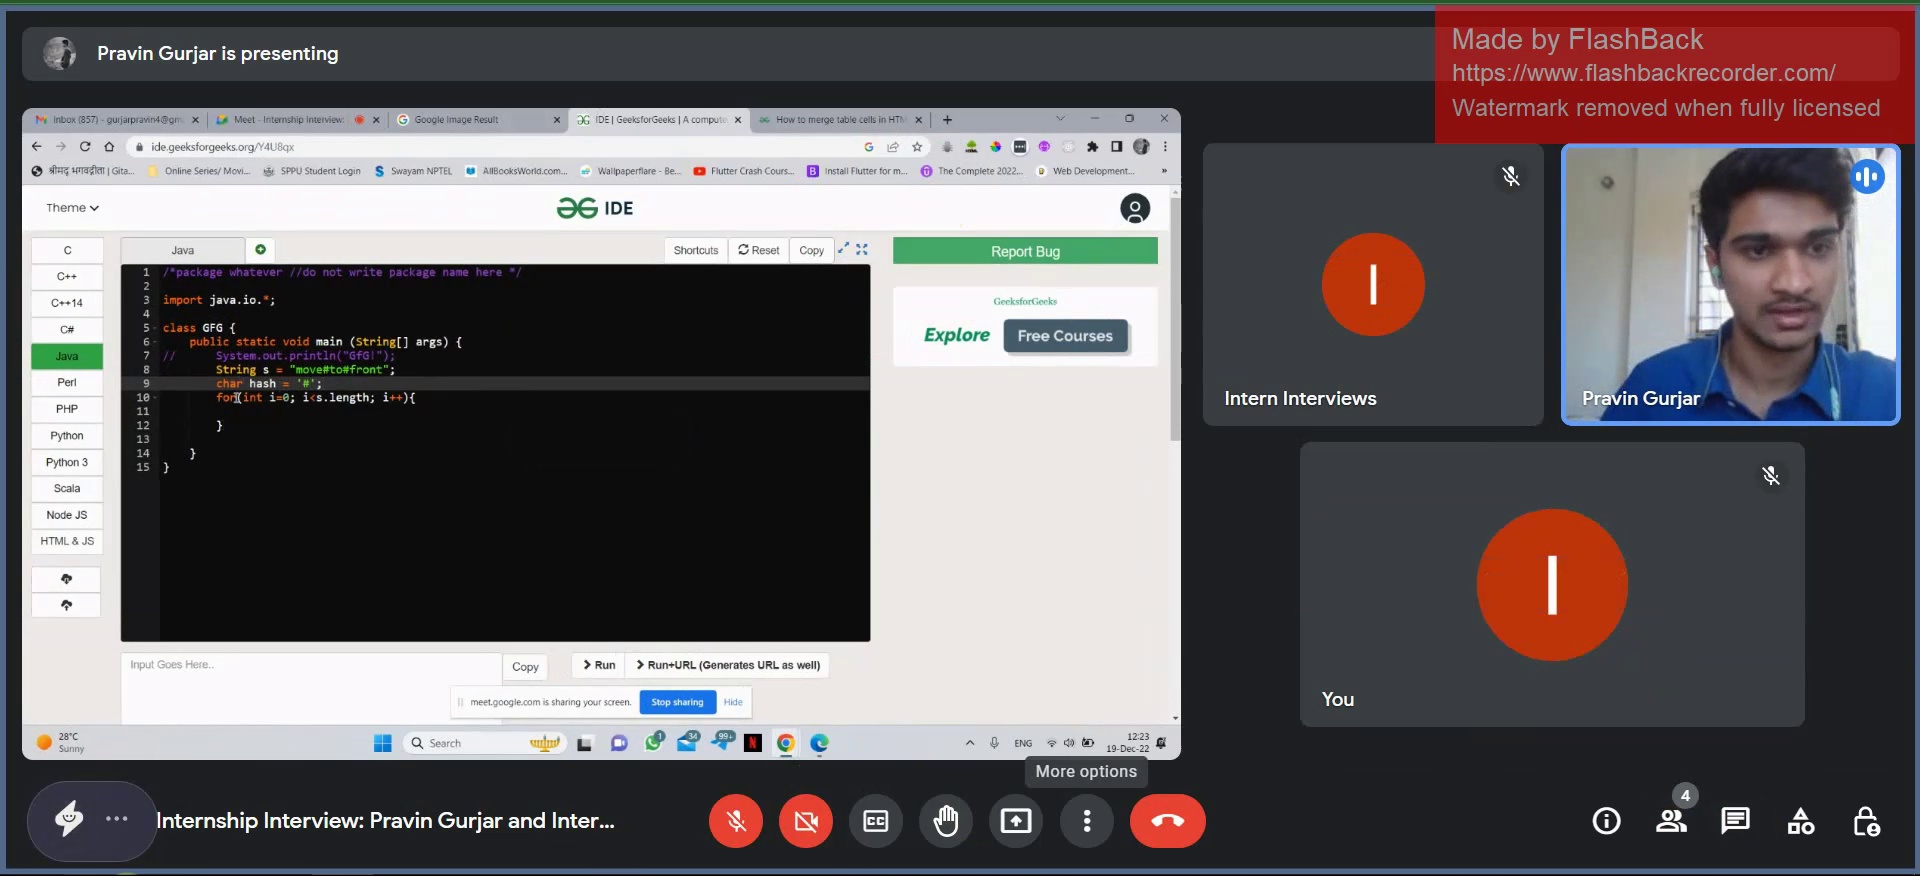 Pravin Gurjar is presenting
Made by FlashBack
https://www.flashbackrecorder.com/
Watermark removed when fully licensed
Inbox (857) - gurjarpravin4@gm
Meet - Internship Interview:
Google Image Result
IDE | GeeksforGeeks | A compute
How to merge table cells in HTM
ide.geeksforgeeks.org/Y4U8qx
श्रीमद् भगवद्गीता | Gita...
Online Series/ Movi...
SPPU Student Login
Swayam NPTEL
AllBooksWorld.com...
Wallpaperflare - Be...
Flutter Crash Cours...
Install Flutter for m...
The Complete 2022...
Web Development...
Theme
IDE
C
C++
C++14
C#
Java
Perl
PHP
Python
Python 3
Scala
Node JS
HTML & JS
Java
Shortcuts
Reset
Copy
1 /*package whatever //do not write package name here */
2
3 import java.io.*;
4
5 class GFG {
6 public static void main (String[] args) {
7 // System.out.println("GfG!");
8 String s = "move#to#front";
9 char hash = '#';
10 for(int i=0; i<s.length; i++){
11
12 }
13
14 }
15 }
Report Bug
GeeksforGeeks
Explore Free Courses
Input Goes Here..
Copy
Run
Run+URL (Generates URL as well)
meet.google.com is sharing your screen.
Stop sharing
Hide
28°C
Sunny
Search
1
34
99+
N
ENG
12:23
19-Dec-22
I
Intern Interviews
Pravin Gurjar
I
You
More options
Internship Interview: Pravin Gurjar and Inter...
CC
4